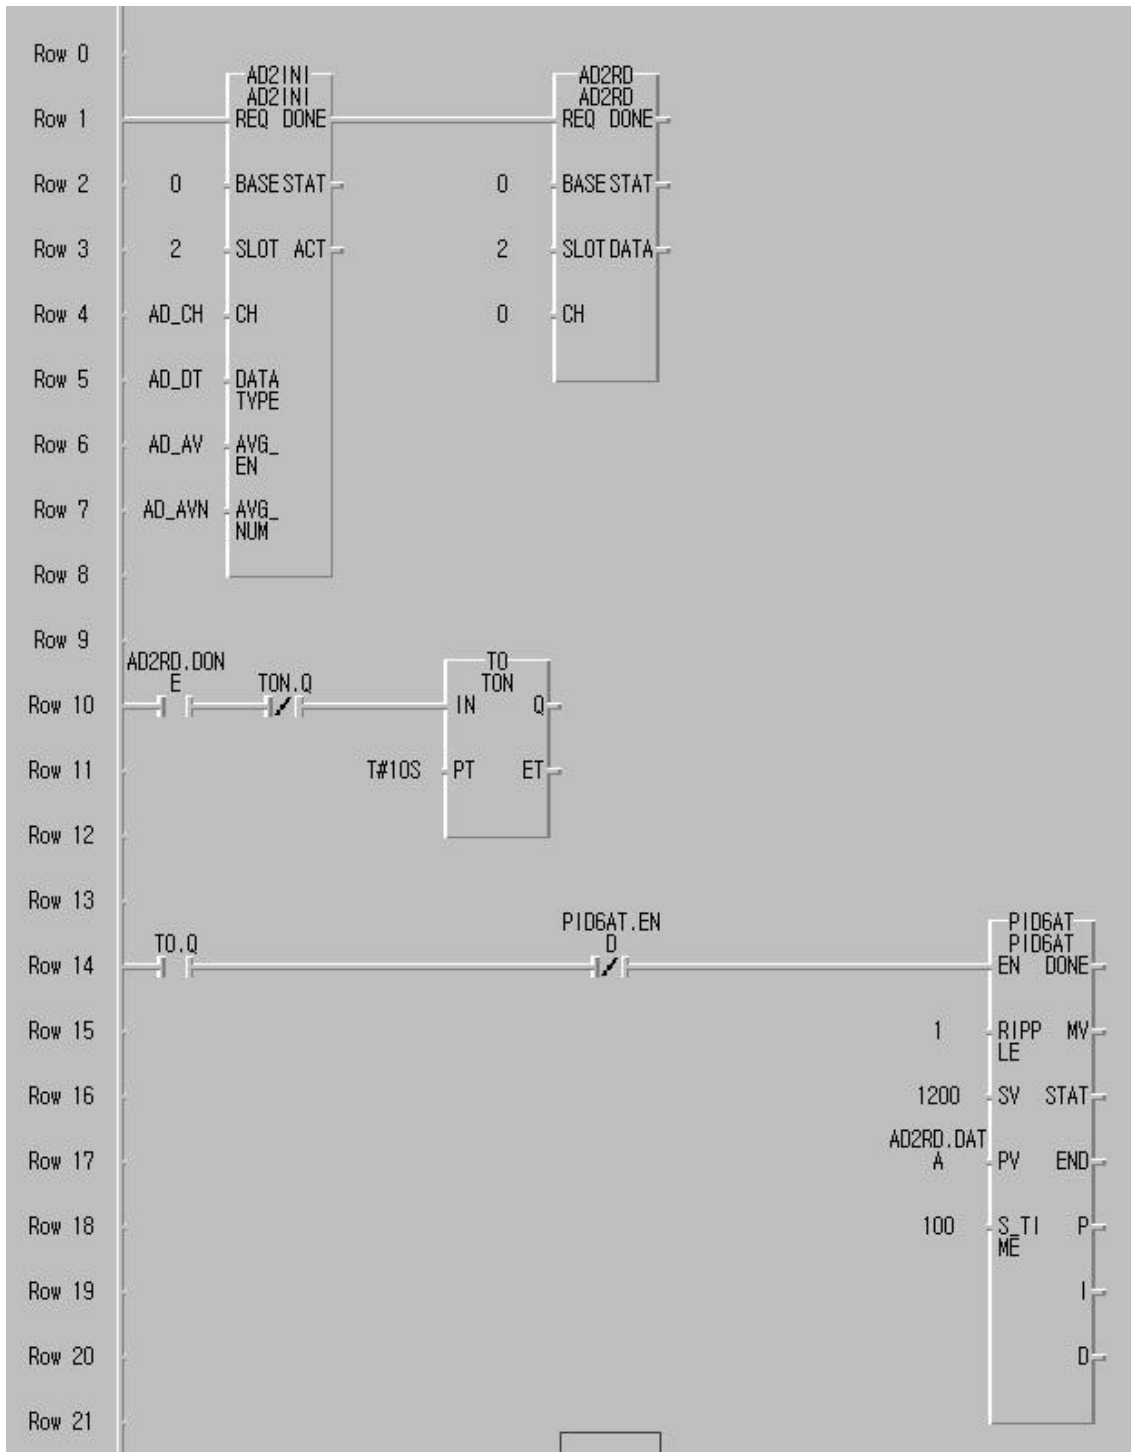 Row 0
AD2INI AD2RD
AD2INI AD2RD
Row 1 REQ DONE REQ DONE
Row 2 0 BASE STAT 0 BASE STAT
Row 3 2 SLOT ACT 2 SLOT DATA
Row 4 AD_CH CH 0 CH
Row 5 AD_DT DATA
TYPE
Row 6 AD_AV AVG_
EN
Row 7 AD_AVN AVG_
NUM
Row 8
Row 9
AD2RD.DON T0
E TON.Q TON
Row 10 IN Q
Row 11 T#10S PT ET
Row 12
Row 13
PID6AT.EN PID6AT
T0.Q D PID6AT
Row 14 EN DONE
Row 15 1 RIPP MV
LE
Row 16 1200 SV STAT
AD2RD.DAT
Row 17 A PV END
Row 18 100 S_TI P
ME
Row 19 I
Row 20 D
Row 21